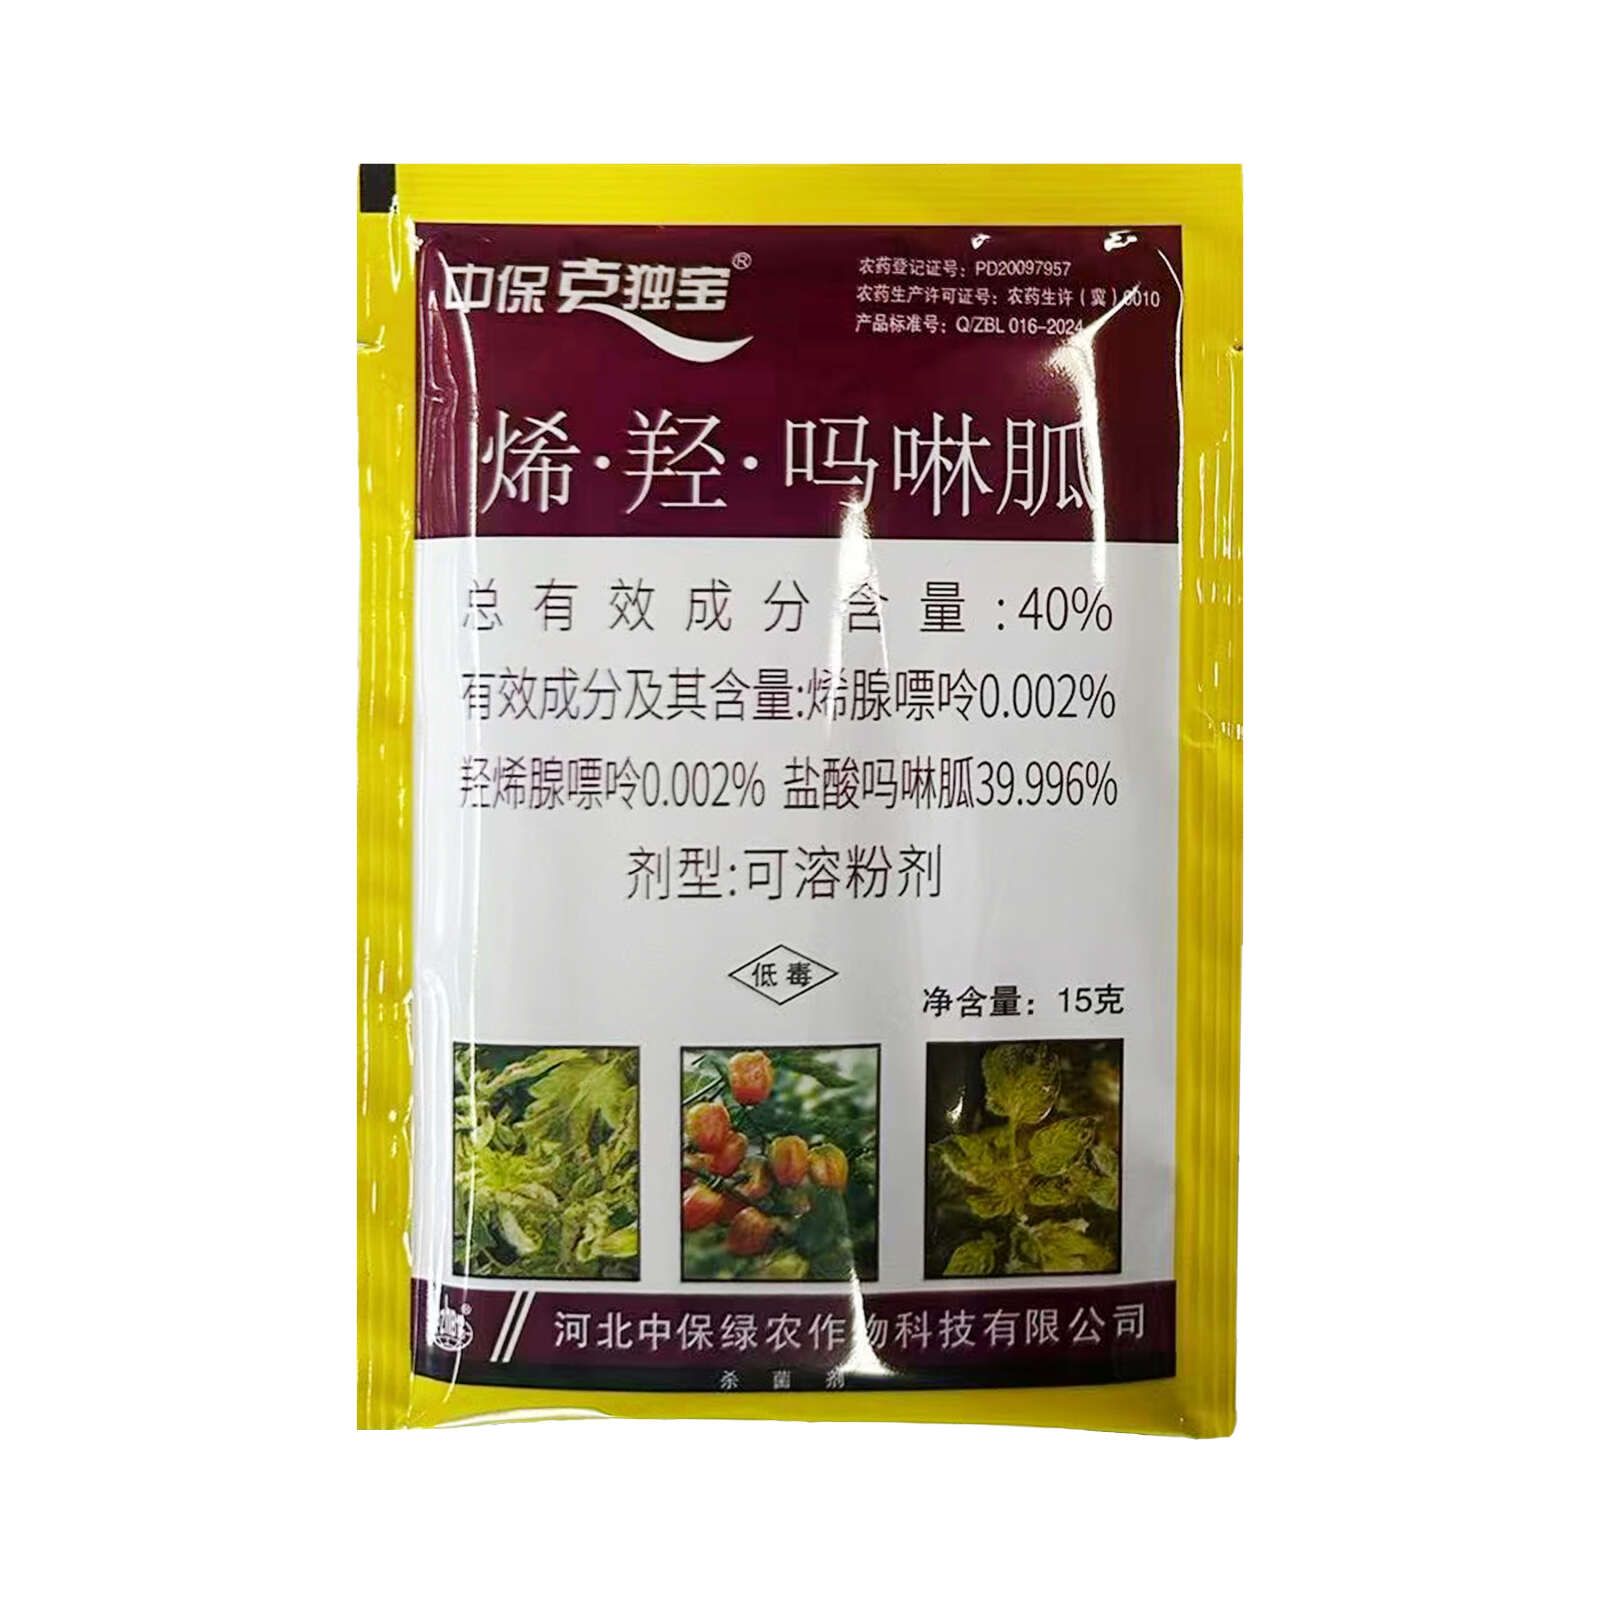 中保克独宝®
农药登记证号：PD20097957
农药生产许可证号：农药生许（冀）0010
产品标准号：Q/ZBL 016-2024
烯·羟·吗啉胍
总有效成分含量:40%
有效成分及其含量:烯腺嘌呤0.002%
羟烯腺嘌呤0.002% 盐酸吗啉胍39.996%
剂型:可溶粉剂
低毒
净含量：15克
河北中保绿农作物科技有限公司
杀菌剂